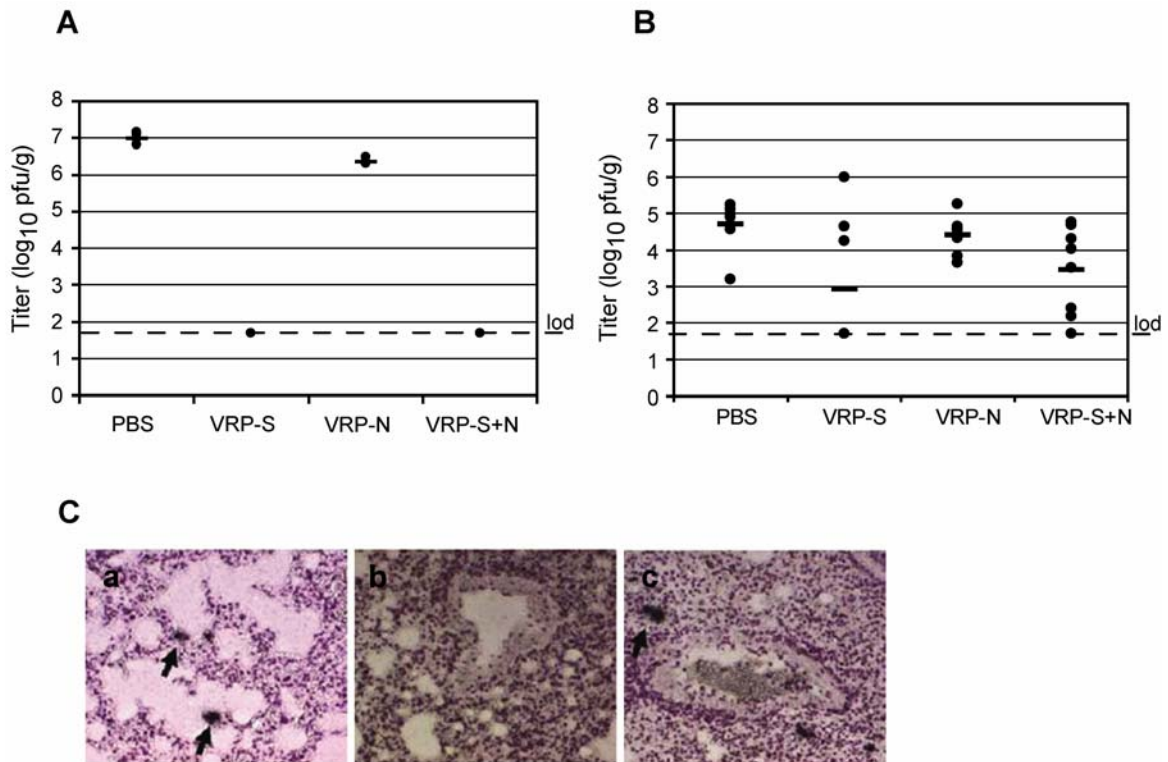 A
B
8
7
6
5
4
3
2
1
0
Titer (log10 pfu/g)
lod
PBS VRP-S VRP-N VRP-S+N
8
7
6
5
4
3
2
1
0
Titer (log10 pfu/g)
lod
PBS VRP-S VRP-N VRP-S+N
C
a
b
c